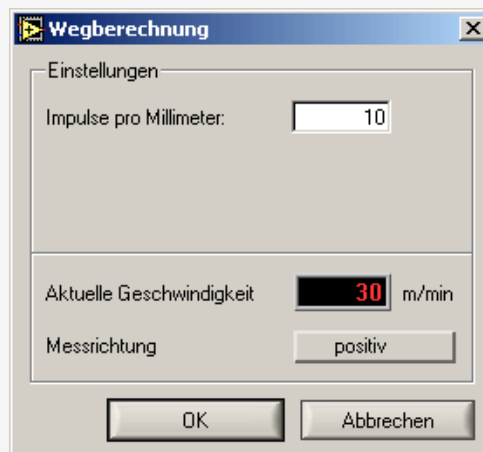 Wegberechnung
Einstellungen
Impulse pro Millimeter: 10
Aktuelle Geschwindigkeit 30 m/min
Messrichtung positiv
OK Abbrechen